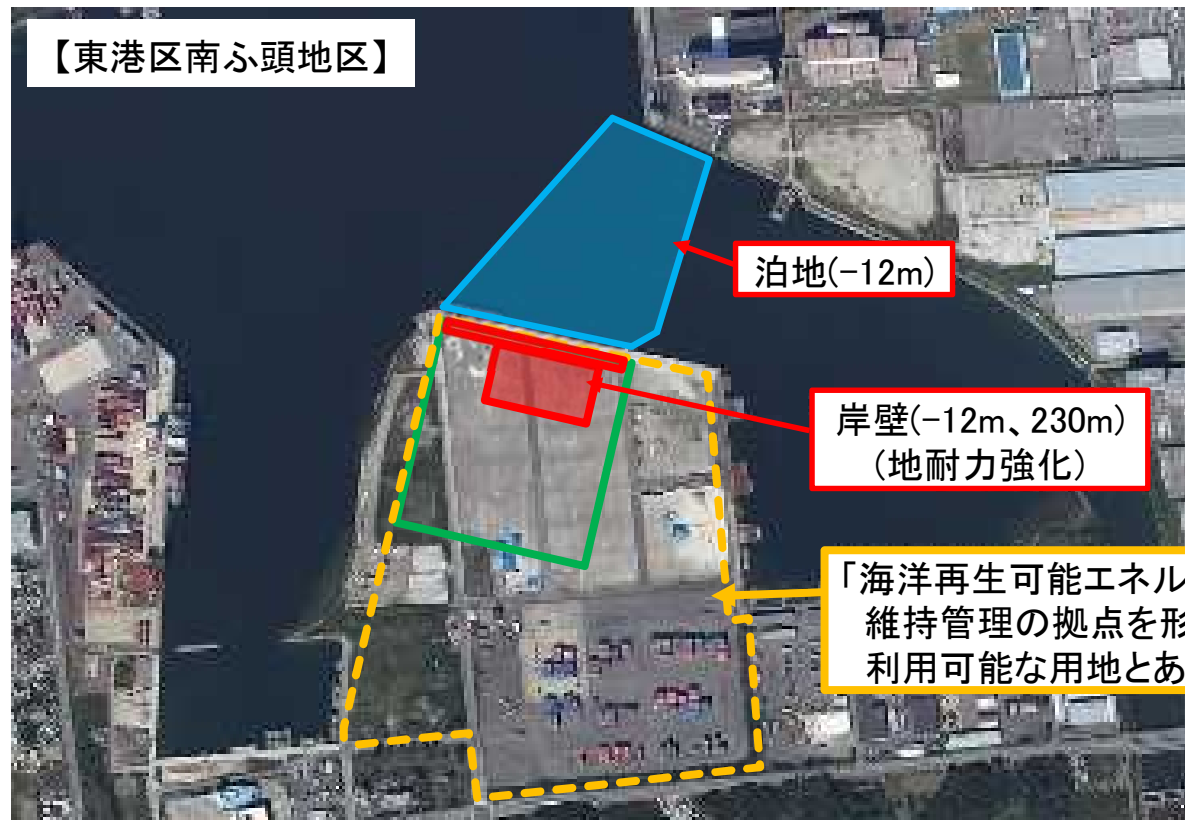 【東港区南ふ頭地区】
泊地(-12m)
岸壁(-12m、230m)
(地耐力強化)
「海洋再生可能エネル
維持管理の拠点を形
利用可能な用地とあ